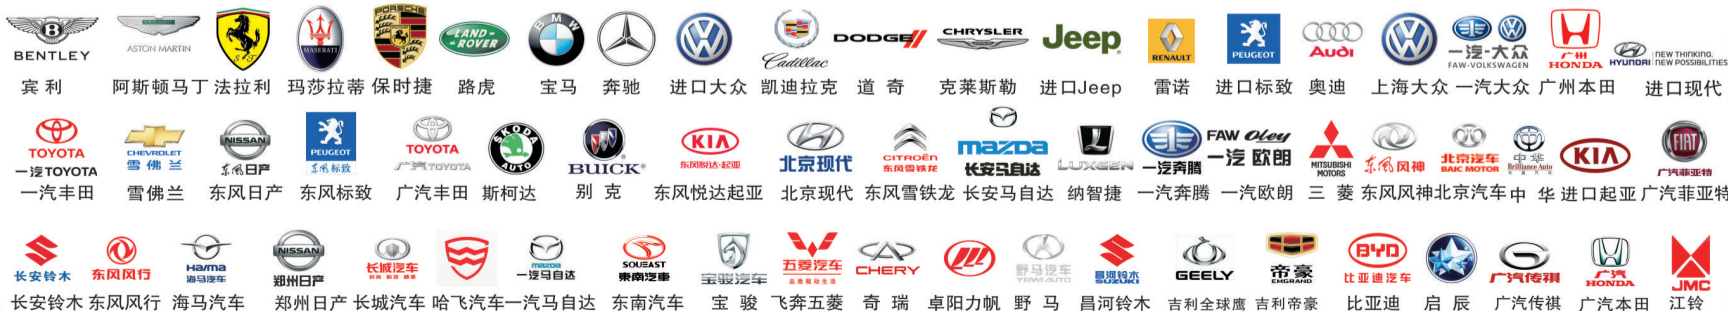 BENTLEY
宾利
ASTON MARTIN
阿斯顿马丁
法拉利
MASERATI
玛莎拉蒂
PORSCHE
保时捷
LAND-ROVER
路虎
BMW
宝马
奔驰
进口大众
Cadillac
凯迪拉克
DODGE
道奇
CHRYSLER
克莱斯勒
Jeep
进口Jeep
RENAULT
雷诺
PEUGEOT
进口标致
Audi
奥迪
上海大众
一汽-大众
FAW-VOLKSWAGEN
一汽大众
广州
HONDA
广州本田
HYUNDAI
NEW THINKING.
NEW POSSIBILITIES
进口现代
TOYOTA
一汽TOYOTA
一汽丰田
CHEVROLET
雪佛兰
雪佛兰
NISSAN
东风日产
东风日产
PEUGEOT
东风标致
东风标致
TOYOTA
广汽TOYOTA
广汽丰田
SKODA
AUTO
斯柯达
BUICK
别克
KIA
东风悦达·起亚
东风悦达起亚
北京现代
北京现代
CITROËN
东风雪铁龙
东风雪铁龙
mazda
长安马自达
长安马自达
LUXGEN
纳智捷
一汽奔腾
一汽奔腾
FAW Oley
一汽 欧朗
一汽欧朗
MITSUBISHI
MOTORS
三菱
东风风神
东风风神
北京汽车
BAIC MOTOR
北京汽车
中华
Brilliance Auto
中华
KIA
进口起亚
FIAT
广汽菲亚特
广汽菲亚特
长安铃木
长安铃木
东风风行
东风风行
Haima
海马汽车
海马汽车
NISSAN
郑州日产
郑州日产
长城汽车
长城汽车
哈飞汽车
mazda
一汽马自达
一汽马自达
SOUEAST
東南汽車
东南汽车
宝骏汽车
宝骏
五菱汽车
品质驱动生活
飞奔五菱
CHERY
奇瑞
卓阳力帆
野马汽车
YEMA AUTO
野马
昌河铃木
SUZUKI
昌河铃木
GEELY
吉利全球鹰
帝豪
EMGRAND
吉利帝豪
BYD
比亚迪汽车
比亚迪
启辰
广汽传祺
广汽传祺
广汽
HONDA
广汽本田
JMC
江铃